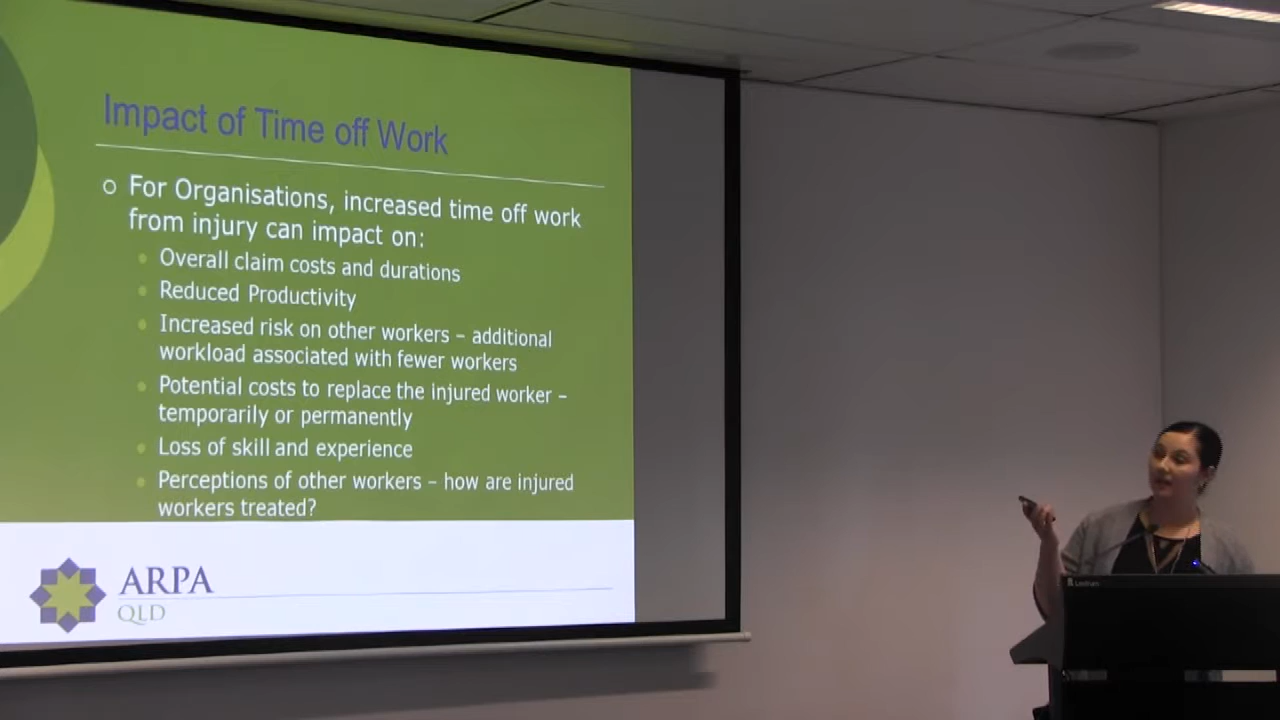 Impact of Time off Work
For Organisations, increased time off work
from injury can impact on:
Overall claim costs and durations
Reduced Productivity
Increased risk on other workers – additional
workload associated with fewer workers
Potential costs to replace the injured worker –
temporarily or permanently
Loss of skill and experience
Perceptions of other workers – how are injured
workers treated?
ARPA
QLD